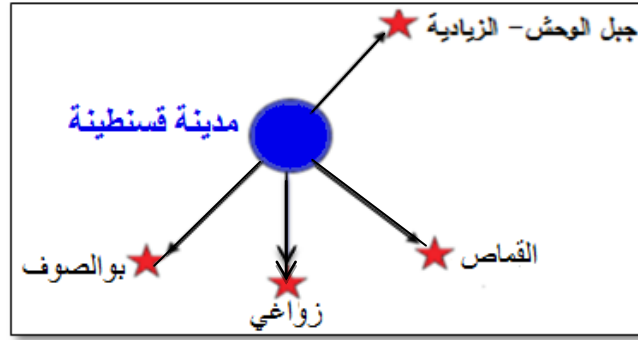 جبل الوحش - الزيادية
مدينة قسنطينة
القماص
بوالصوف
زواغي